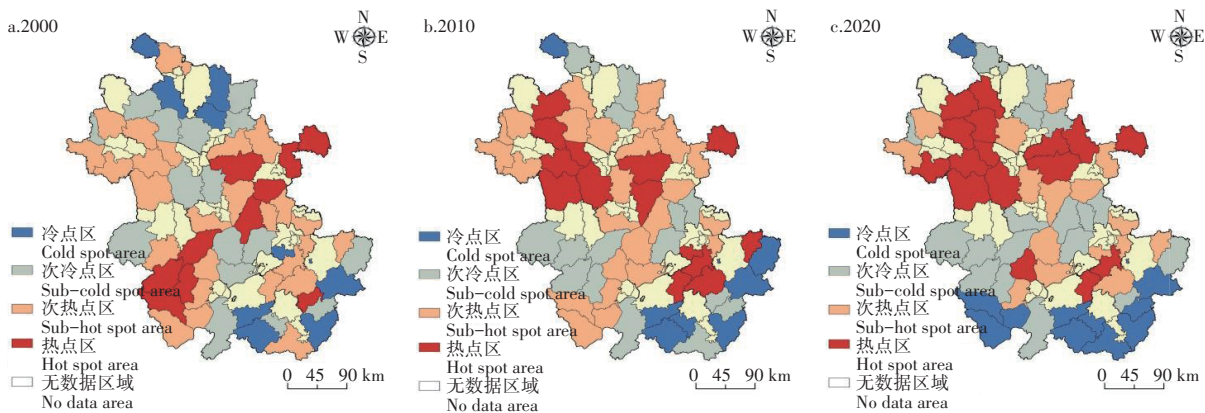 a.2000
N
W E
S
冷点区
Cold spot area
次冷点区
Sub-cold spot area
次热点区
Sub-hot spot area
热点区
Hot spot area
无数据区域
No data area
0 45 90 km
b.2010
N
W E
S
冷点区
Cold spot area
次冷点区
Sub-cold spot area
次热点区
Sub-hot spot area
热点区
Hot spot area
无数据区域
No data area
0 45 90 km
c.2020
N
W E
S
冷点区
Cold spot area
次冷点区
Sub-cold spot area
次热点区
Sub-hot spot area
热点区
Hot spot area
无数据区域
No data area
0 45 90 km